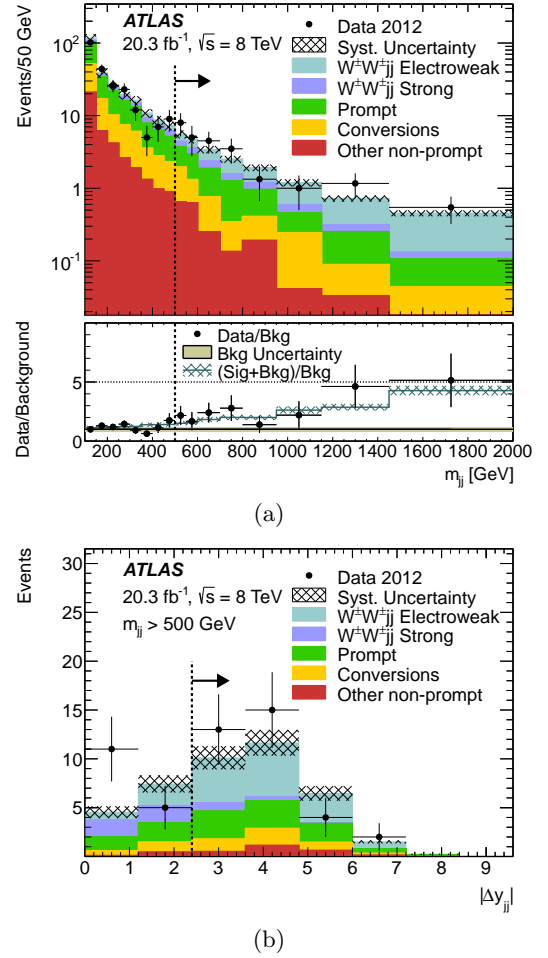 ATLAS
20.3 fb⁻¹, √s = 8 TeV
Data 2012
Syst. Uncertainty
W±W±jj Electroweak
W±W±jj Strong
Prompt
Conversions
Other non-prompt
Events/50 GeV
10²
10
1
10⁻¹
Data/Bkg
Bkg Uncertainty
(Sig+Bkg)/Bkg
Data/Background
5
1
200 400 600 800 1000 1200 1400 1600 1800 2000
m_jj [GeV]
(a)
Events
ATLAS
20.3 fb⁻¹, √s = 8 TeV
m_jj > 500 GeV
Data 2012
Syst. Uncertainty
W±W±jj Electroweak
W±W±jj Strong
Prompt
Conversions
Other non-prompt
30
25
20
15
10
5
0 1 2 3 4 5 6 7 8 9
|Δy_jj|
(b)